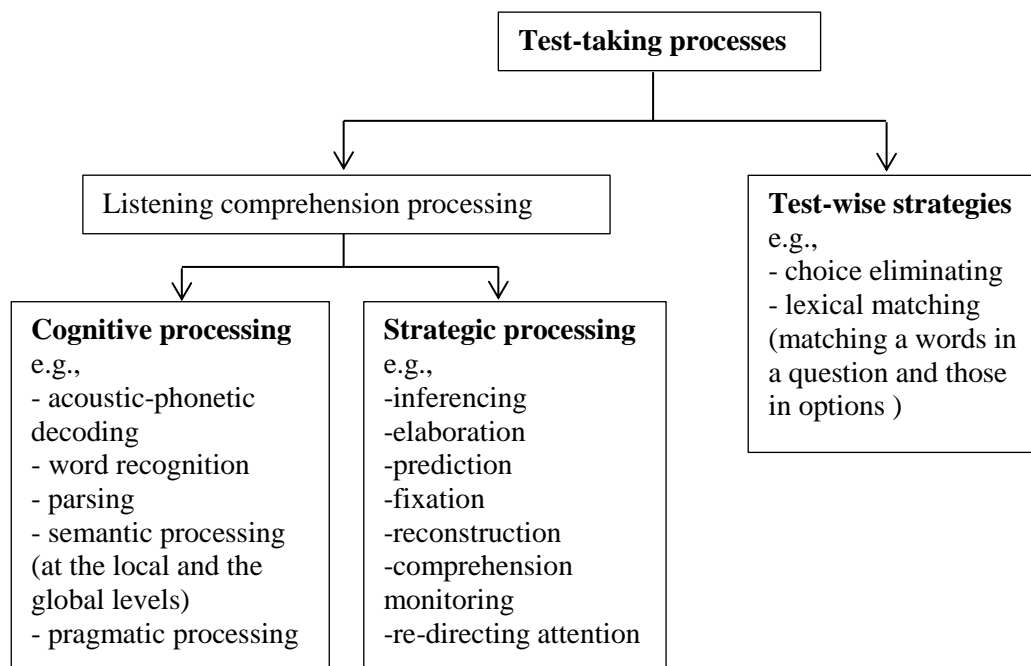 Test-taking processes
Listening comprehension processing
Cognitive processing
e.g.,
- acoustic-phonetic
decoding
- word recognition
- parsing
- semantic processing
(at the local and the
global levels)
- pragmatic processing
Strategic processing
e.g.,
-inferencing
-elaboration
-prediction
-fixation
-reconstruction
-comprehension
monitoring
-re-directing attention
Test-wise strategies
e.g.,
- choice eliminating
- lexical matching
(matching a words in
a question and those
in options )